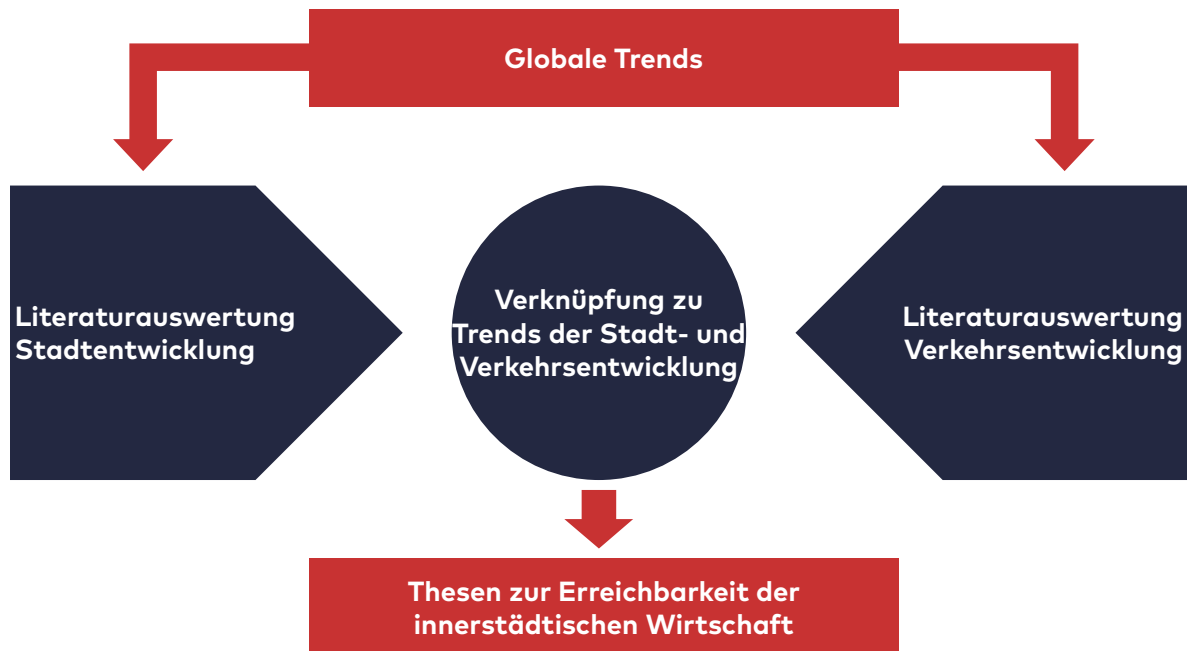 Globale Trends
Literaturauswertung
Stadtentwicklung
Verknüpfung zu
Trends der Stadt- und
Verkehrsentwicklung
Literaturauswertung
Verkehrsentwicklung
Thesen zur Erreichbarkeit der
innerstädtischen Wirtschaft